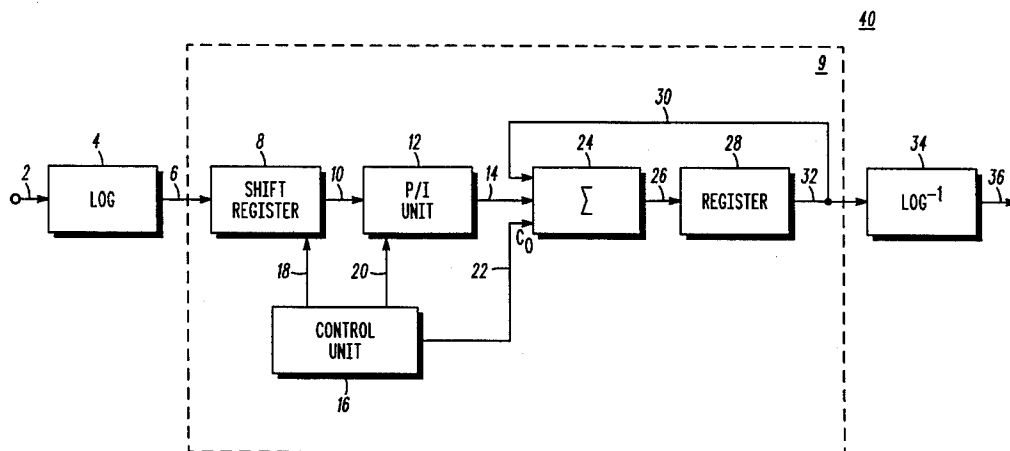 40
9
30
4
8
12
24
28
34
2
LOG
6
SHIFT
REGISTER
10
P/I
UNIT
14
Σ
26
REGISTER
32
LOG⁻¹
36
C₀
18
20
22
CONTROL
UNIT
16